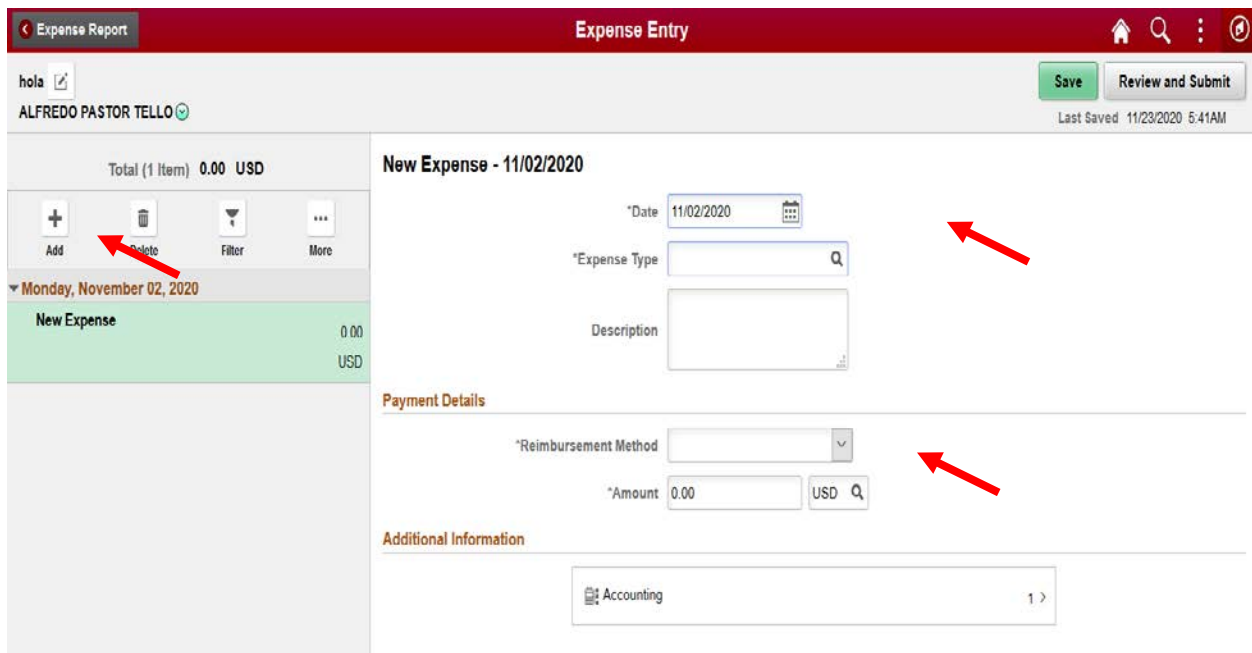 Expense Report
Expense Entry
hola
ALFREDO PASTOR TELLO
Save
Review and Submit
Last Saved 11/23/2020 5:41AM
Total (1 Item) 0.00 USD
Add
Delete
Filter
More
Monday, November 02, 2020
New Expense
0.00
USD
New Expense - 11/02/2020
*Date 11/02/2020
*Expense Type
Description
Payment Details
*Reimbursement Method
*Amount 0.00 USD
Additional Information
Accounting 1 >